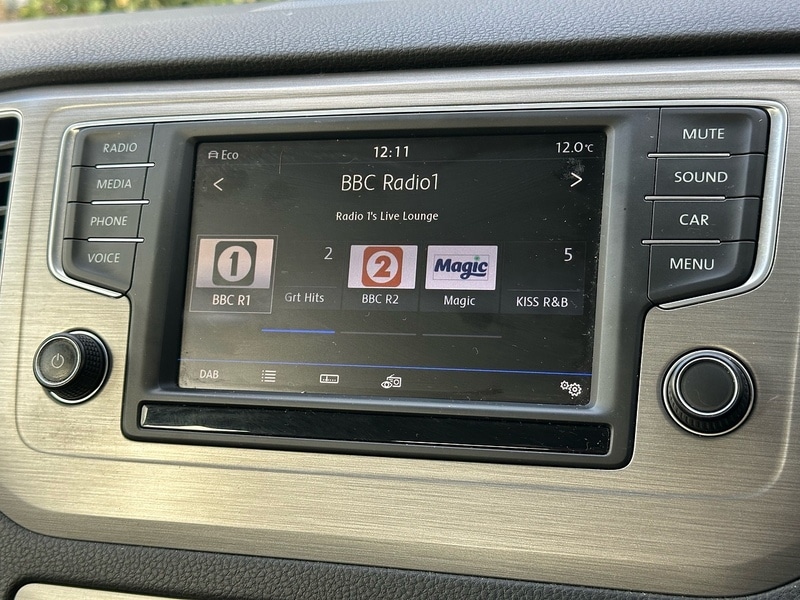 RADIO
MEDIA
PHONE
VOICE
Eco
12:11
12.0°C
<
BBC Radio1
>
Radio 1's Live Lounge
1
BBC R1
2
Grt Hits
2
BBC R2
Magic
Magic
5
KISS R&B
DAB
MUTE
SOUND
CAR
MENU